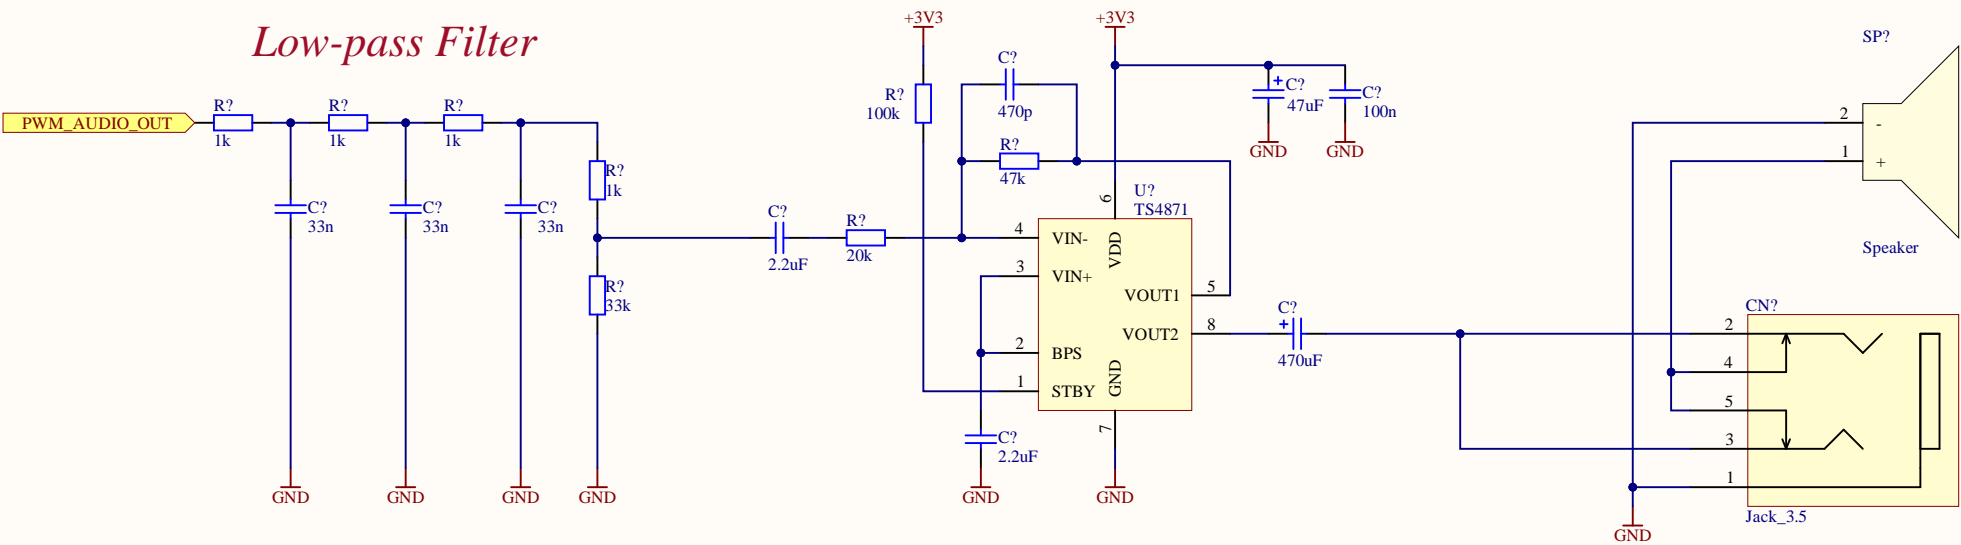 Low-pass Filter
PWM_AUDIO_OUT
R?
1k
R?
1k
R?
1k
C?
33n
C?
33n
C?
33n
R?
1k
R?
33k
GND
GND
GND
GND
C?
2.2uF
R?
20k
+3V3
R?
100k
C?
470p
R?
47k
+3V3
C?
47uF
C?
100n
GND
GND
U?
TS4871
6
VDD
4
VIN-
3
VIN+
2
BPS
1
STBY
VOUT1
5
VOUT2
8
GND
7
C?
2.2uF
GND
GND
C?
470uF
SP?
2
-
1
+
Speaker
CN?
2
4
5
3
1
Jack_3.5
GND